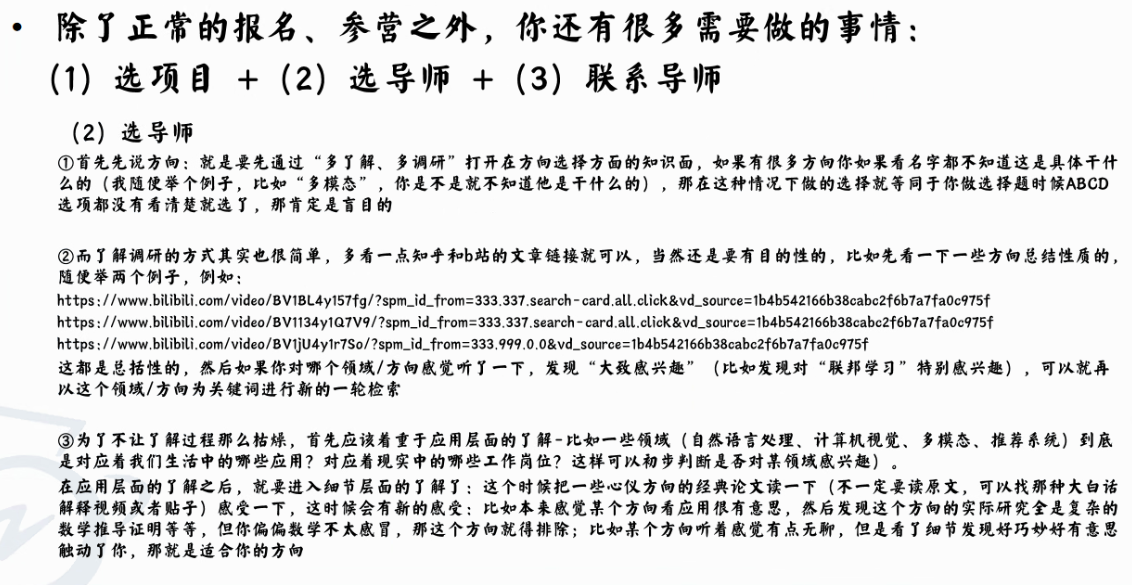 • 除了正常的报名、参营之外，你还有很多需要做的事情：
（1）选项目 +（2）选导师 +（3）联系导师
（2）选导师
①首先先说方向：就是要先通过“多了解、多调研”打开在方向选择方面的知识面，如果有很多方向你如果看名字都不知道这是具体干什
么的（我随便举个例子，比如“多模态”，你是不是就不知道他是干什么的），那在这种情况下做的选择就等同于你做选择题时候ABCD
选项都没有看清楚就选了，那肯定是盲目的
②而了解调研的方式其实也很简单，多看一点知乎和b站的文章链接就可以，当然还是要有目的性的，比如先看一下一些方向总结性质的，
随便举两个例子，例如：
https://www.bilibili.com/video/BV1BL4y157fg/?spm_id_from=333.337.search-card.all.click&vd_source=1b4b542166b38cabc2f6b7a7fa0c975f
https://www.bilibili.com/video/BV1134y1Q7V9/?spm_id_from=333.337.search-card.all.click&vd_source=1b4b542166b38cabc2f6b7a7fa0c975f
https://www.bilibili.com/video/BV1jU4y1r7So/?spm_id_from=333.999.0.0&vd_source=1b4b542166b38cabc2f6b7a7fa0c975f
这都是总括性的，然后如果你对哪个领域/方向感觉听了一下，发现“大致感兴趣”（比如发现对“联邦学习”特别感兴趣），可以就再
以这个领域/方向为关键词进行新的一轮检索
③为了不让了解过程那么枯燥，首先应该着重于应用层面的了解-比如一些领域（自然语言处理、计算机视觉、多模态、推荐系统）到底
是对应着我们生活中的哪些应用？对应着现实中的哪些工作岗位？这样可以初步判断是否对某领域感兴趣）。
在应用层面的了解之后，就要进入细节层面的了解了：这个时候把一些心仪方向的经典论文读一下（不一定要读原文，可以找那种大白话
解释视频或者贴子）感受一下，这时候会有新的感受：比如本来感觉某个方向看应用很有意思，然后发现这个方向的实际研究全是复杂的
数学推导证明等等，但你偏偏数学不太感冒，那这个方向就得排除；比如某个方向听着感觉有点无聊，但是看了细节发现好巧妙好有意思
触动了你，那就是适合你的方向